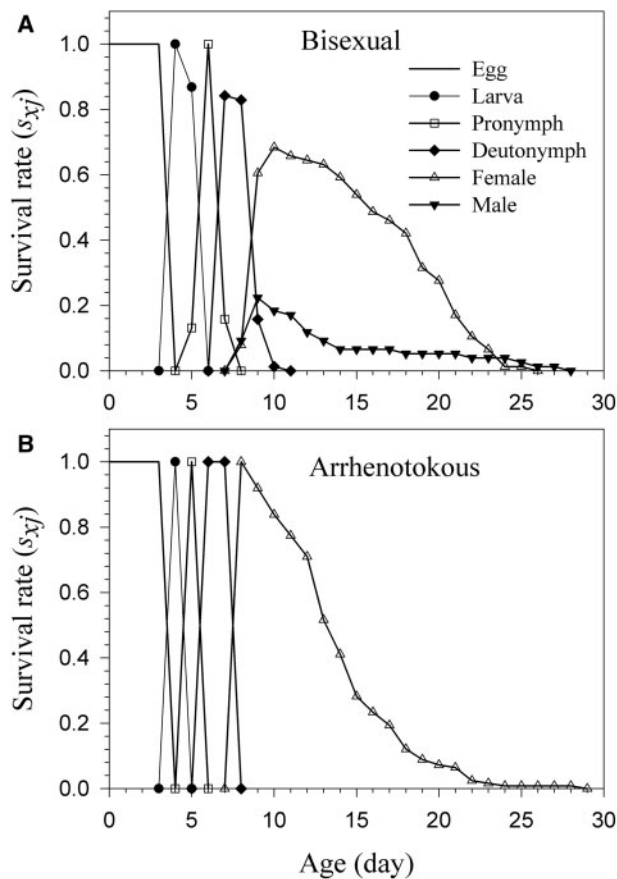 A
Bisexual
Survival rate (sxj)
1.0
0.8
0.6
0.4
0.2
0.0
Egg
Larva
Pronymph
Deutonymph
Female
Male
0 5 10 15 20 25 30
B
Arrhenotokous
Survival rate (sxj)
1.0
0.8
0.6
0.4
0.2
0.0
0 5 10 15 20 25 30
Age (day)